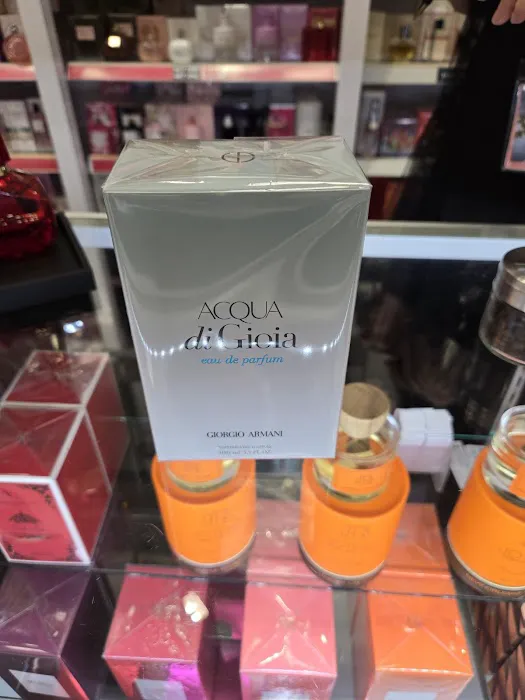 ACQUA
di Gioia
eau de parfum
GIORGIO ARMANI